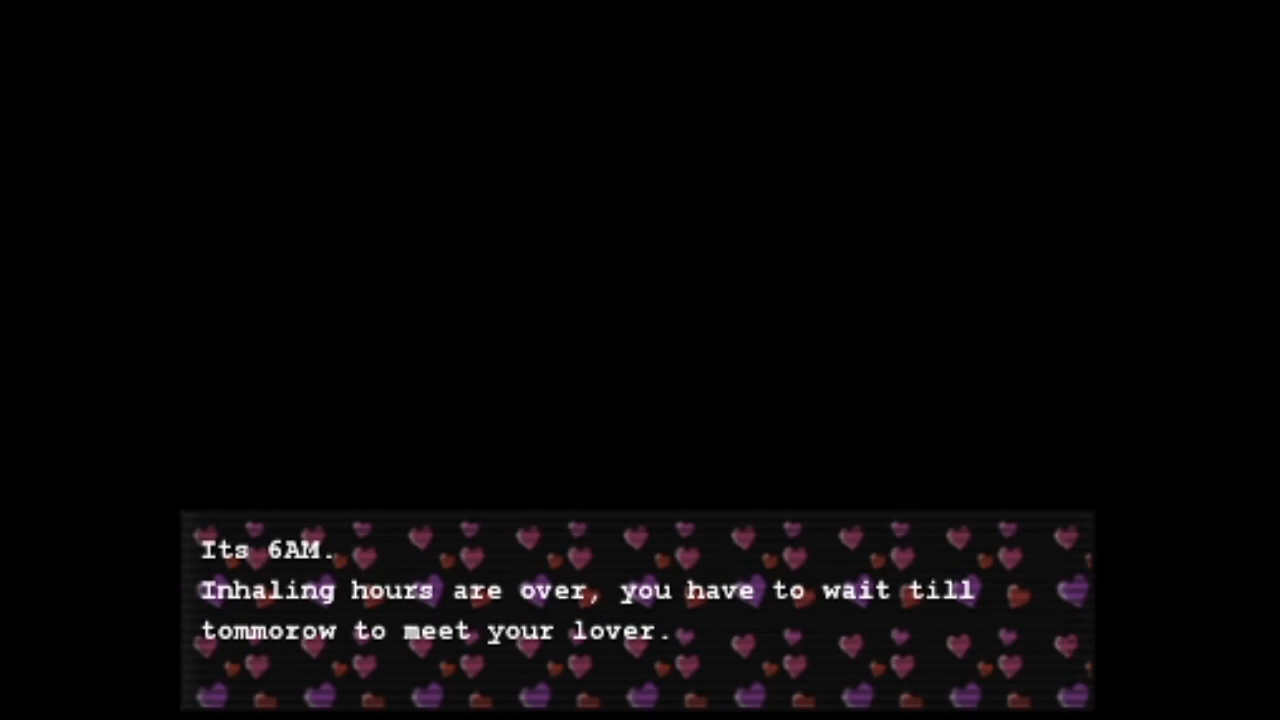 Its 6AM.
Inhaling hours are over, you have to wait till
tommorow to meet your lover.